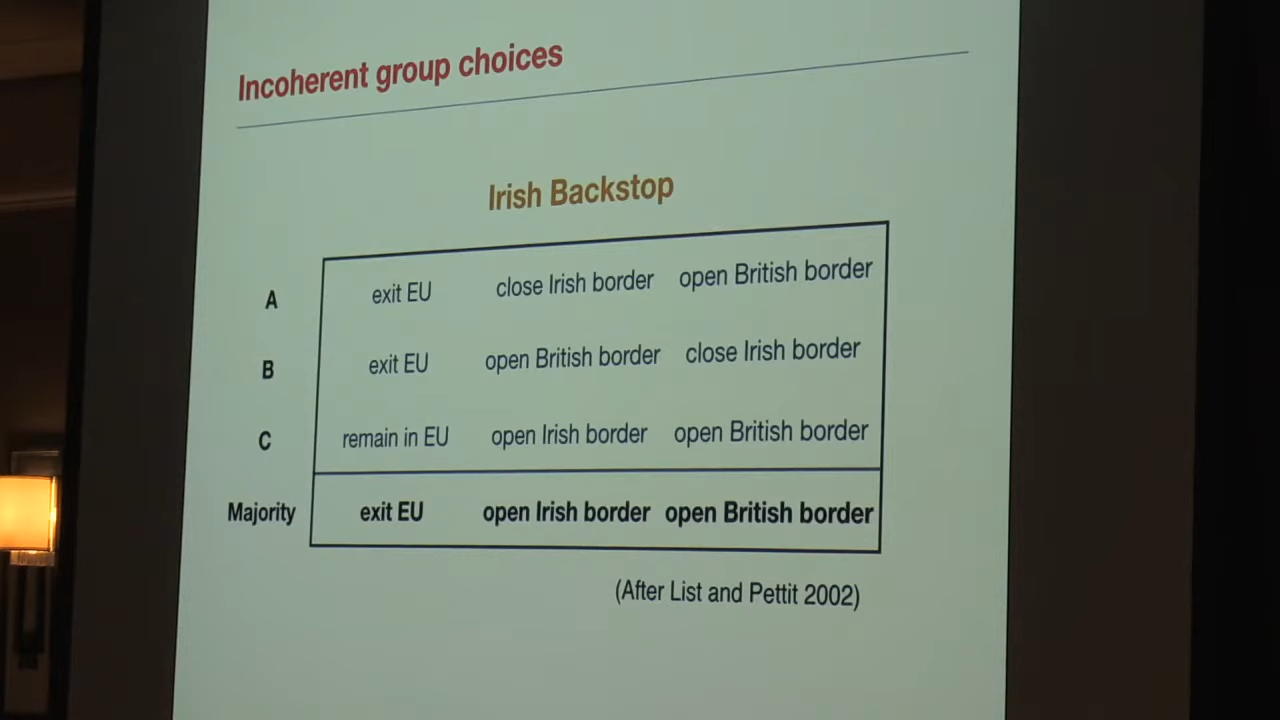 Incoherent group choices
Irish Backstop
A exit EU close Irish border open British border
B exit EU open British border close Irish border
C remain in EU open Irish border open British border
Majority exit EU open Irish border open British border
(After List and Pettit 2002)